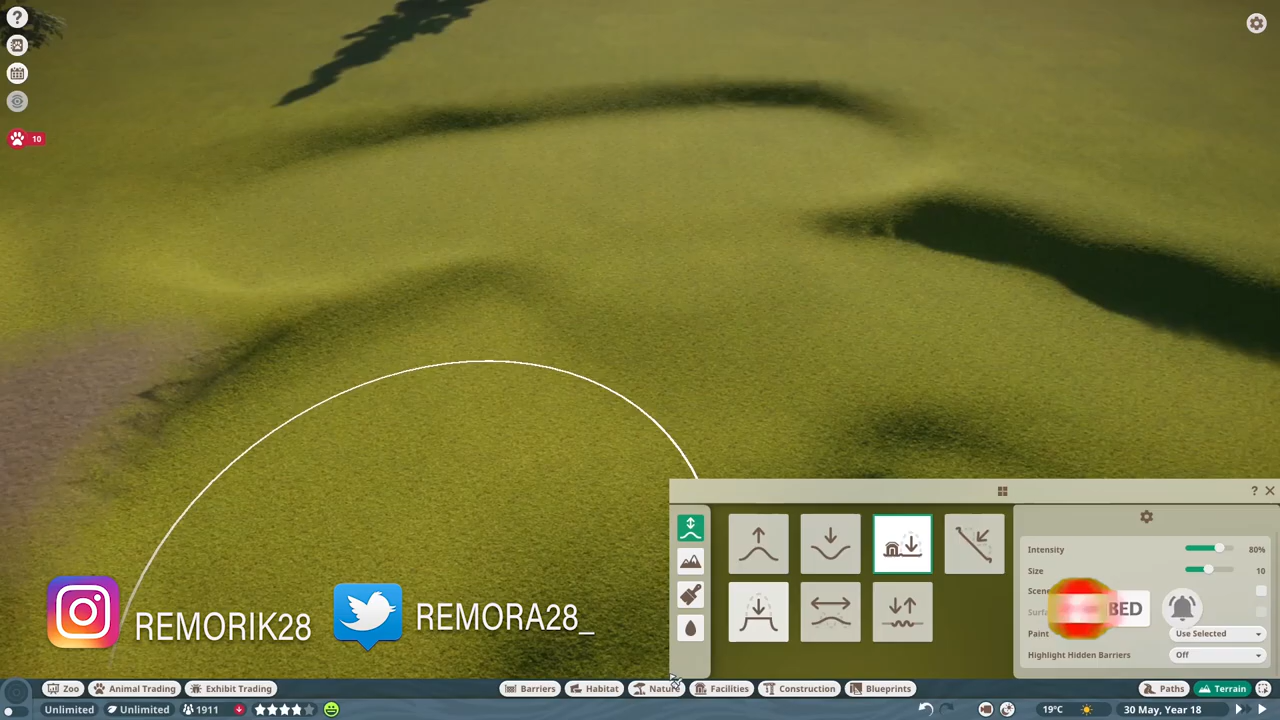 ?
10
? 
Intensity 80%
Size 10
Paint Use Selected
Highlight Hidden Barriers Off
BED
REMORIK28
REMORA28_
Zoo Animal Trading Exhibit Trading Barriers Habitat Nature Facilities Construction Blueprints Paths Terrain
Unlimited Unlimited 1911 19°C 30 May, Year 18